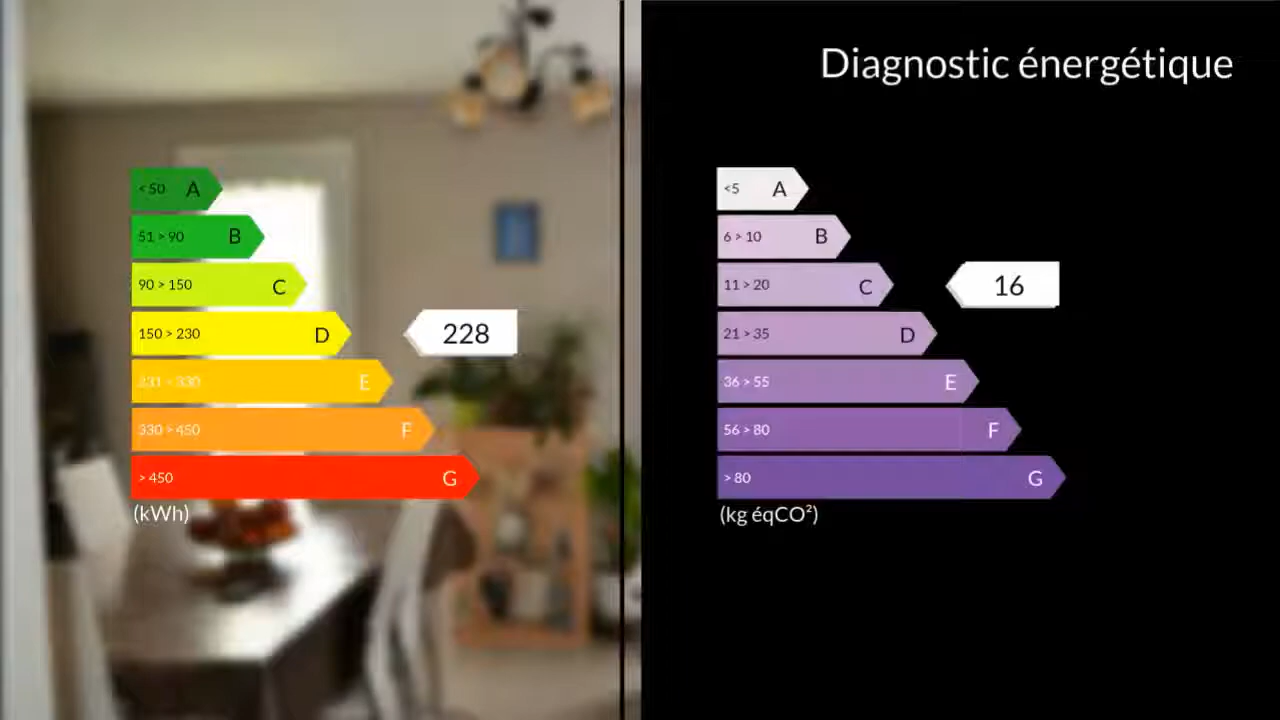 Diagnostic énergétique
< 50 A
51 > 90 B
90 > 150 C
150 > 230 D
228
231 > 330 E
330 > 450 F
> 450 G
(kWh)
<5 A
6 > 10 B
11 > 20 C
16
21 > 35 D
36 > 55 E
56 > 80 F
> 80 G
(kg éqCO²)